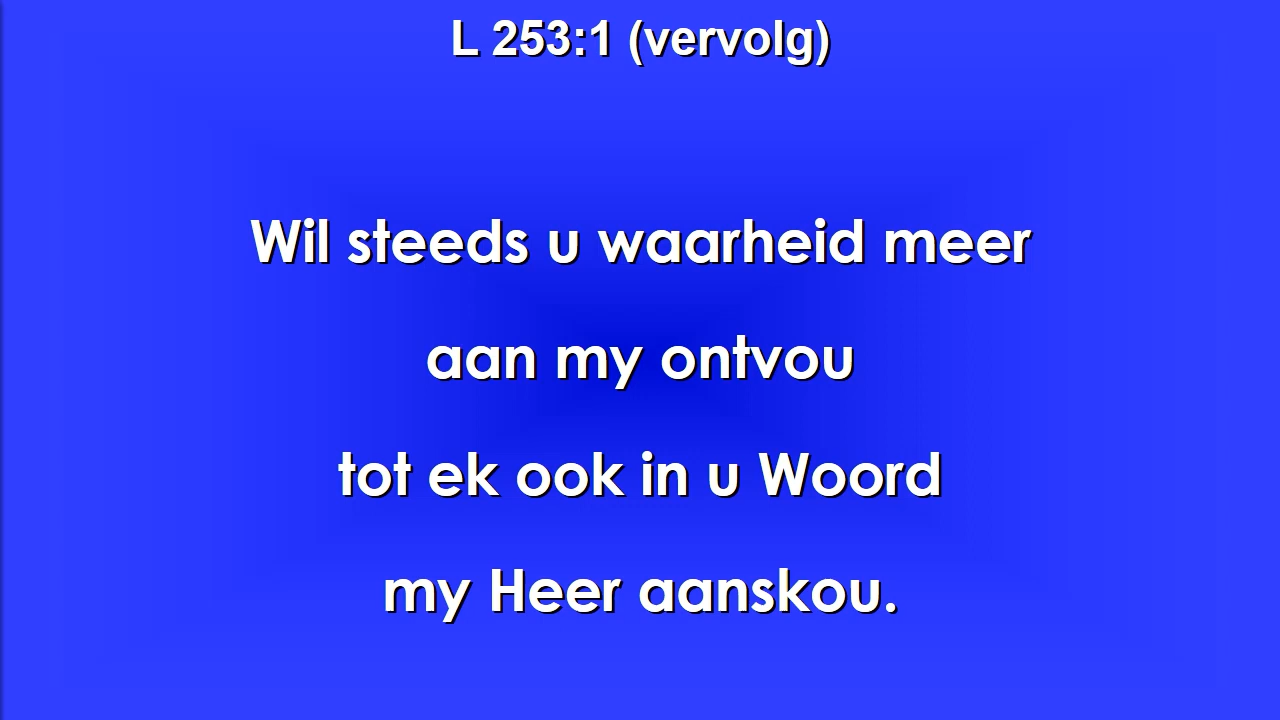 L 253:1 (vervolg)
Wil steeds u waarheid meer
aan my ontvou
tot ek ook in u Woord
my Heer aanskou.